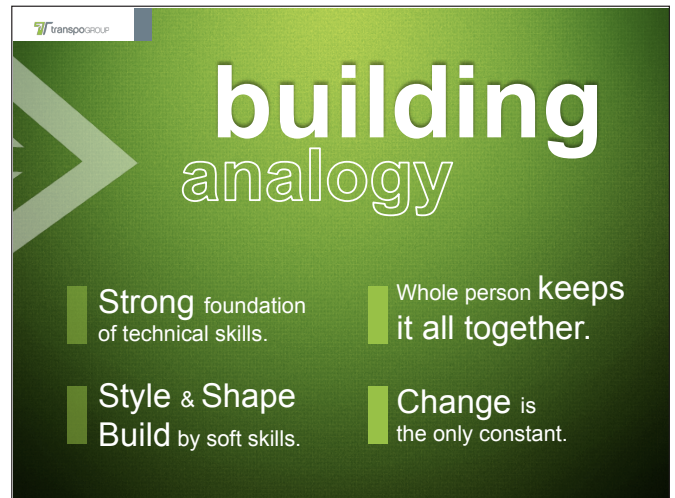 transpoGROUP
building
analogy
Strong foundation
of technical skills.
Style & Shape
Build by soft skills.
Whole person keeps
it all together.
Change is
the only constant.